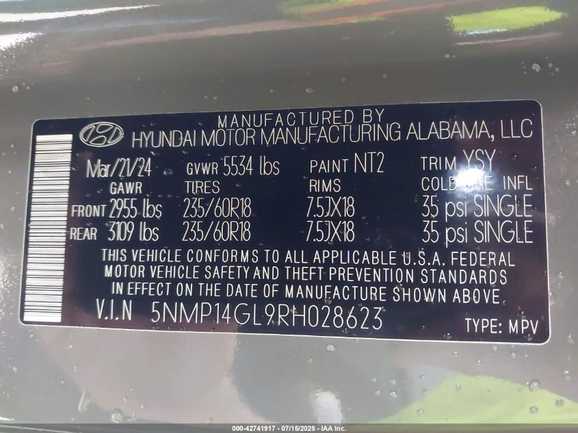 MANUFACTURED BY
HYUNDAI MOTOR MANUFACTURING ALABAMA, LLC
Mar/21/24 GVWR 5534 lbs PAINT NT2 TRIM YSY
GAWR TIRES RIMS COLD TIRE INFL
FRONT 2955 lbs 235/60R18 7.5JX18 35 psi SINGLE
REAR 3109 lbs 235/60R18 7.5JX18 35 psi SINGLE
THIS VEHICLE CONFORMS TO ALL APPLICABLE U.S.A. FEDERAL
MOTOR VEHICLE SAFETY AND THEFT PREVENTION STANDARDS
IN EFFECT ON THE DATE OF MANUFACTURE SHOWN ABOVE.
V.I.N 5NMP14GL9RH028623 TYPE: MPV
000-42741917 - 07/15/2025 - IAA Inc.